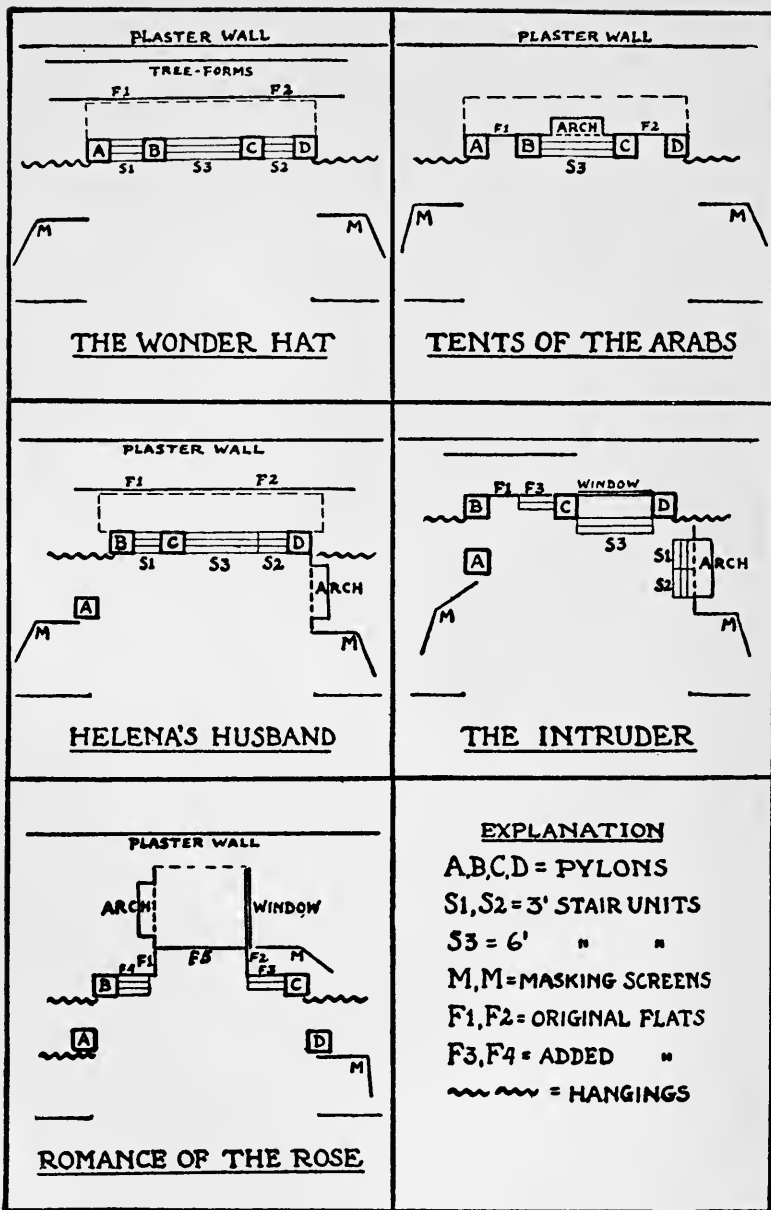 PLASTER WALL
TREE-FORMS
F1 F2
A B C D
S1 S3 S2
M M
THE WONDER HAT
PLASTER WALL
F1 ARCH F2
A B C D
S3
M M
TENTS OF THE ARABS
PLASTER WALL
F1 F2
B C D
S1 S3 S2
ARCH
A
M M
HELENA'S HUSBAND
WINDOW
F1 F3
B C D
S3
A S1 ARCH
S2
M M
THE INTRUDER
PLASTER WALL
ARCH WINDOW
F1 F5 F2 M
F4 F3
B C
A D
M
ROMANCE OF THE ROSE
EXPLANATION
A,B,C,D = PYLONS
S1, S2 = 3' STAIR UNITS
S3 = 6' " "
M, M = MASKING SCREENS
F1, F2 = ORIGINAL FLATS
F3, F4 = ADDED "
= HANGINGS